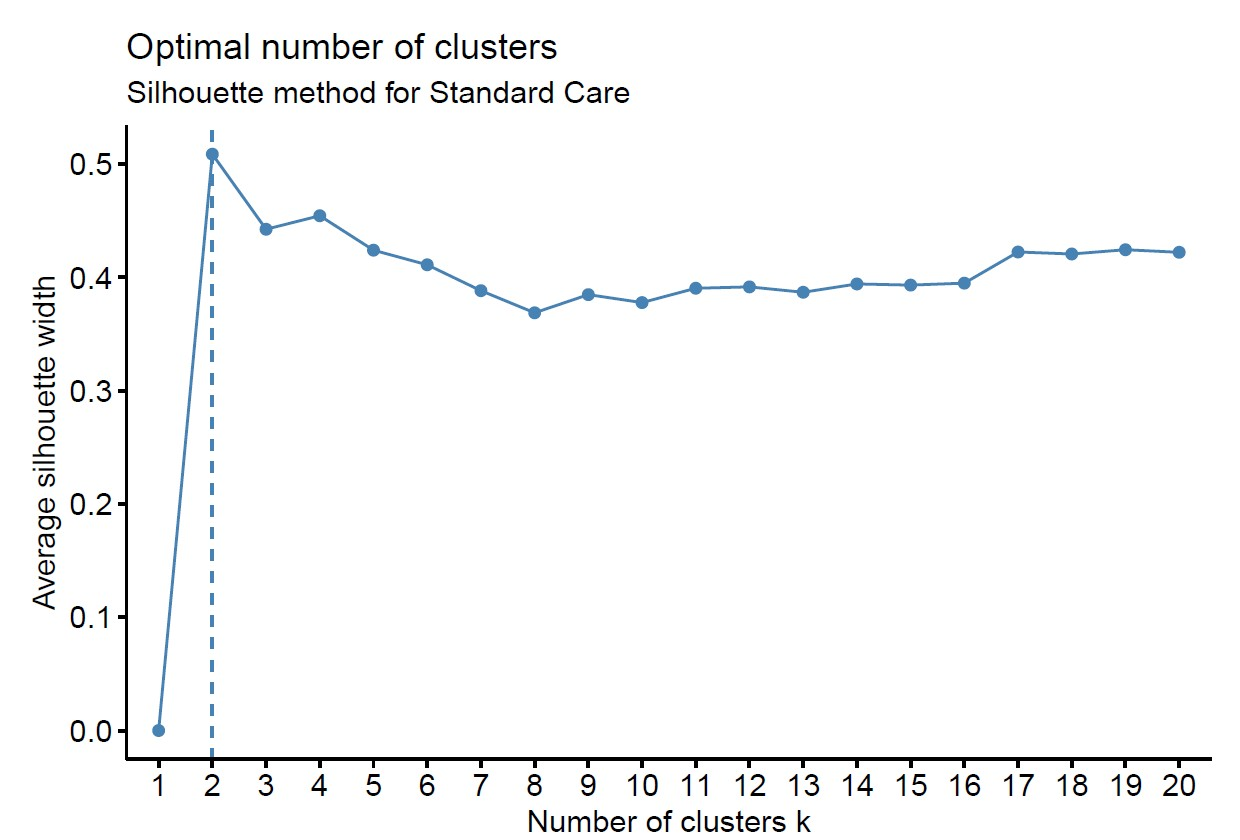 Optimal number of clusters
Silhouette method for Standard Care
Average silhouette width
0.5
0.4
0.3
0.2
0.1
0.0
1 2 3 4 5 6 7 8 9 10 11 12 13 14 15 16 17 18 19 20
Number of clusters k